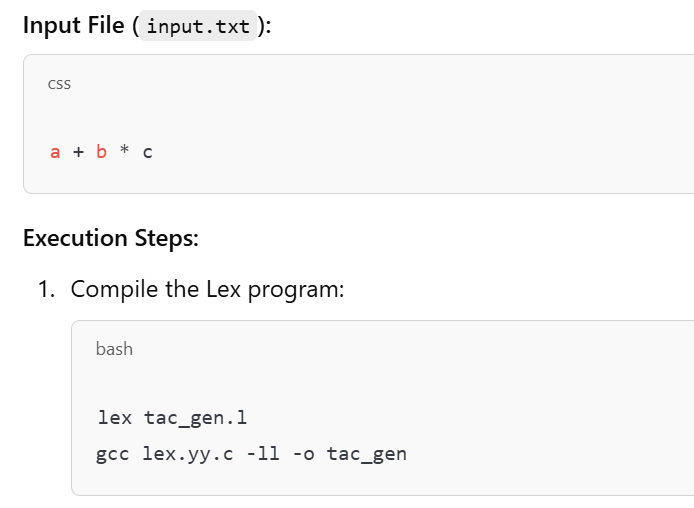 Input File (input.txt):
css
a + b * c
Execution Steps:
1. Compile the Lex program:
bash
lex tac_gen.l
gcc lex.yy.c -ll -o tac_gen